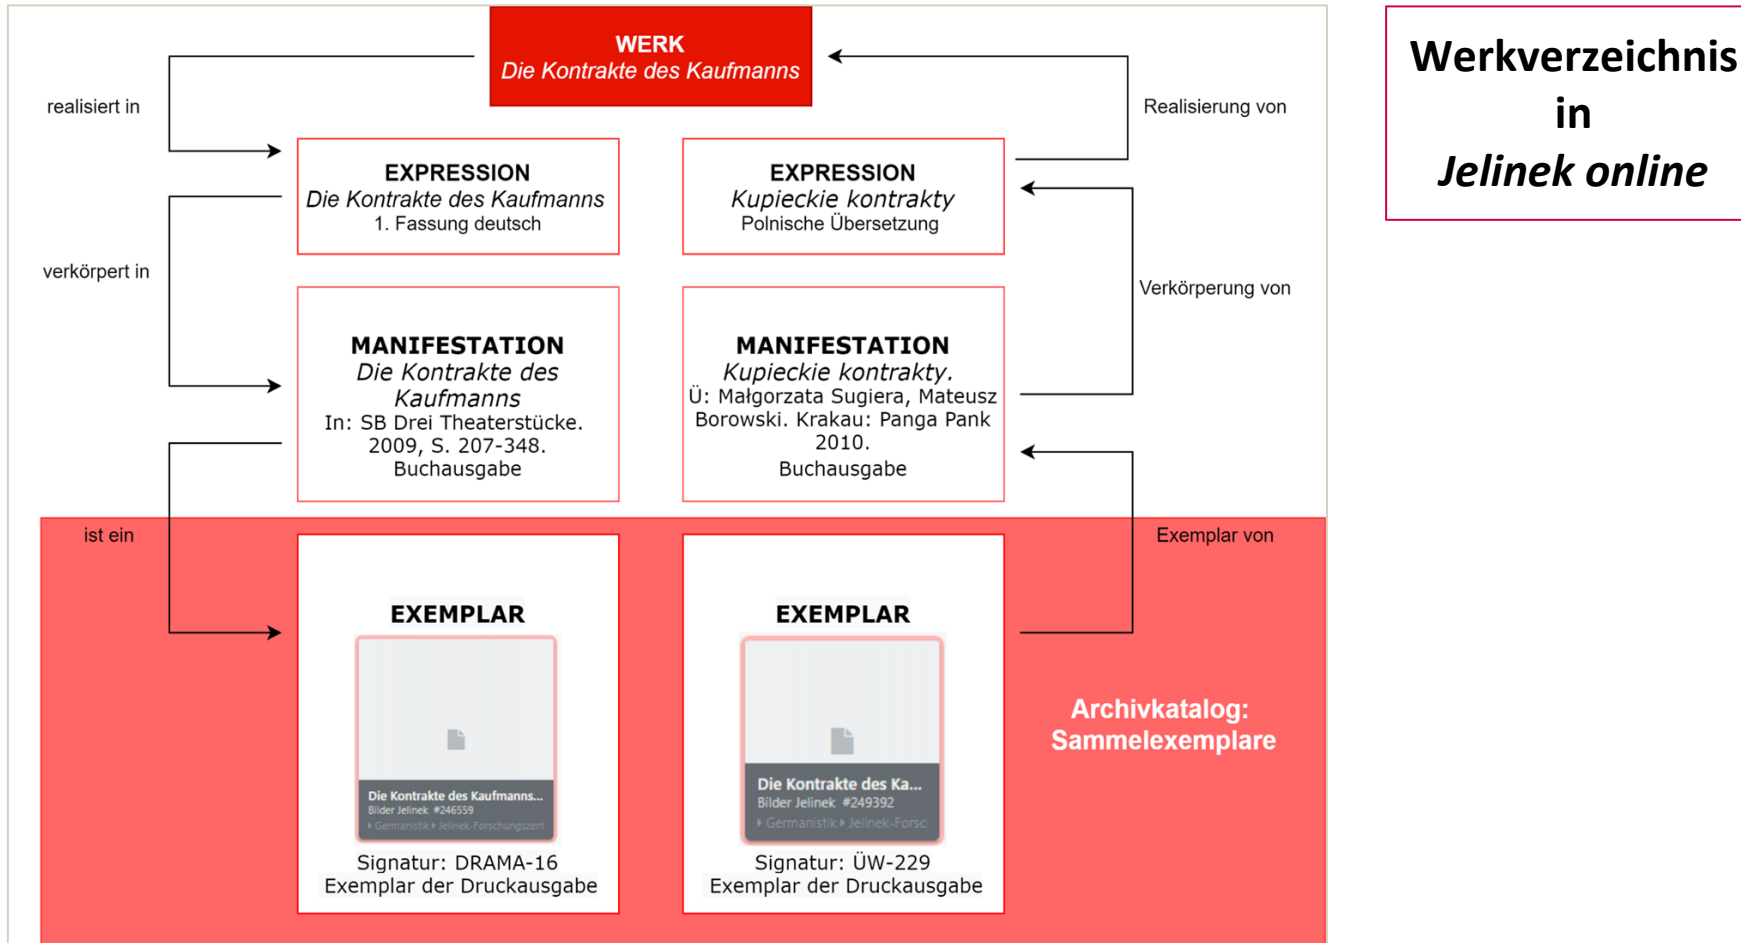 WERK
Die Kontrakte des Kaufmanns
Werkverzeichnis
in
Jelinek online
realisiert in
Realisierung von
EXPRESSION
Die Kontrakte des Kaufmanns
1. Fassung deutsch
EXPRESSION
Kupieckie kontrakty
Polnische Übersetzung
verkörpert in
Verkörperung von
MANIFESTATION
Die Kontrakte des
Kaufmanns
In: SB Drei Theaterstücke.
2009, S. 207-348.
Buchausgabe
MANIFESTATION
Kupieckie kontrakty.
Ü: Małgorzata Sugiera, Mateusz
Borowski. Krakau: Panga Pank
2010.
Buchausgabe
ist ein
Exemplar von
EXEMPLAR
Die Kontrakte des Kaufmanns...
Bilder Jelinek #246559
Germanistik Jelinek-Forschungszent
Signatur: DRAMA-16
Exemplar der Druckausgabe
EXEMPLAR
Die Kontrakte des Ka...
Bilder Jelinek #249392
Germanistik Jelinek-Forsc
Signatur: ÜW-229
Exemplar der Druckausgabe
Archivkatalog:
Sammelexemplare